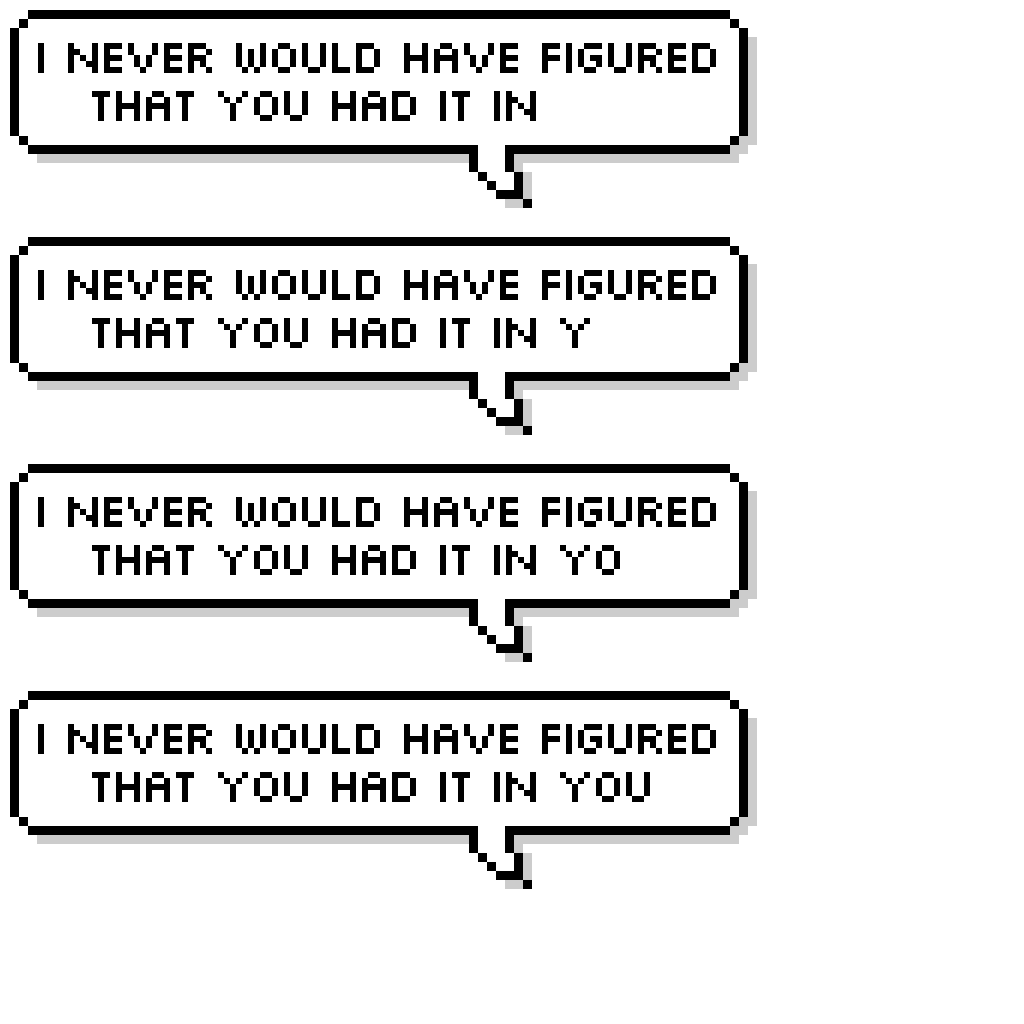 I NEVER WOULD HAVE FIGURED
THAT YOU HAD IT IN
I NEVER WOULD HAVE FIGURED
THAT YOU HAD IT IN Y
I NEVER WOULD HAVE FIGURED
THAT YOU HAD IT IN YO
I NEVER WOULD HAVE FIGURED
THAT YOU HAD IT IN YOU